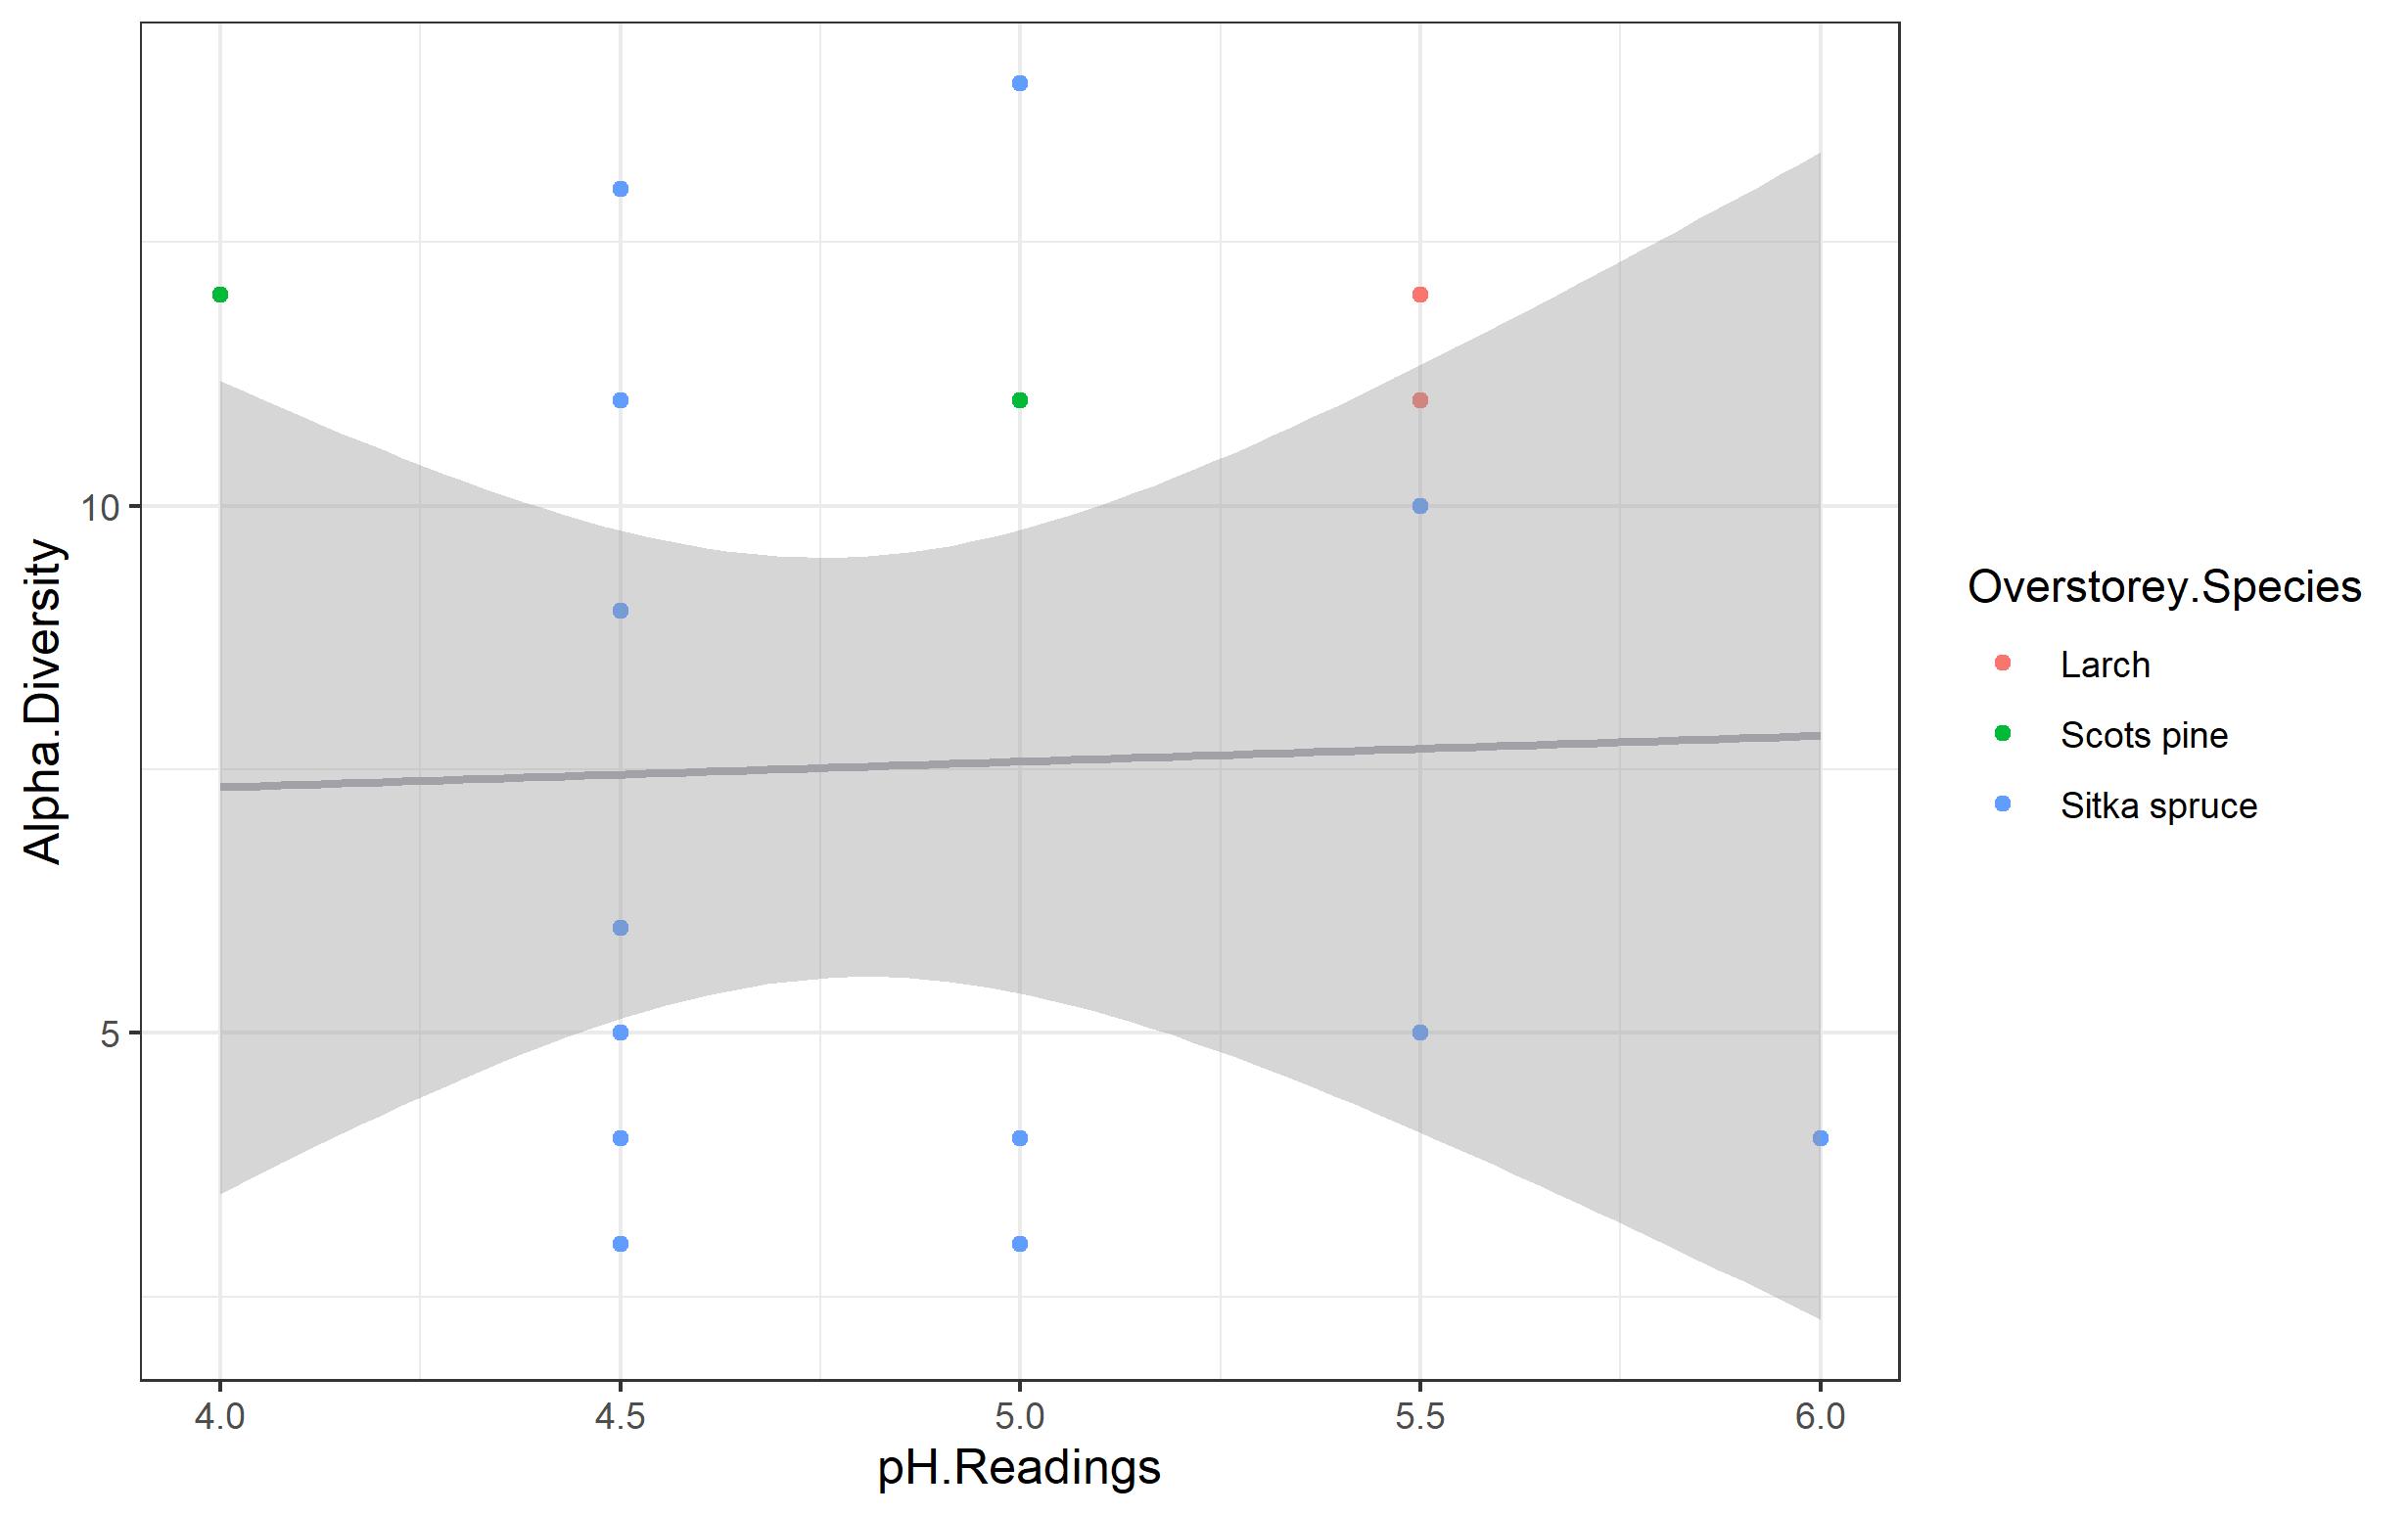 Alpha.Diversity
10
5
4.0 4.5 5.0 5.5 6.0
pH.Readings
Overstorey.Species
Larch
Scots pine
Sitka spruce